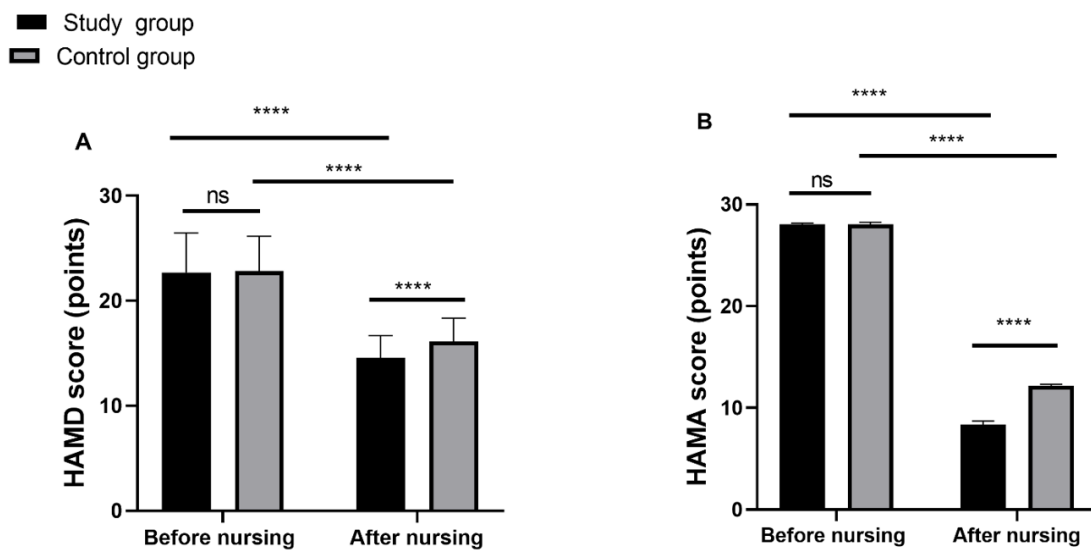 Study group
Control group
A
****
****
ns
****
HAMD score (points)
30
20
10
0
Before nursing
After nursing
B
****
****
ns
****
HAMA score (points)
30
20
10
0
Before nursing
After nursing